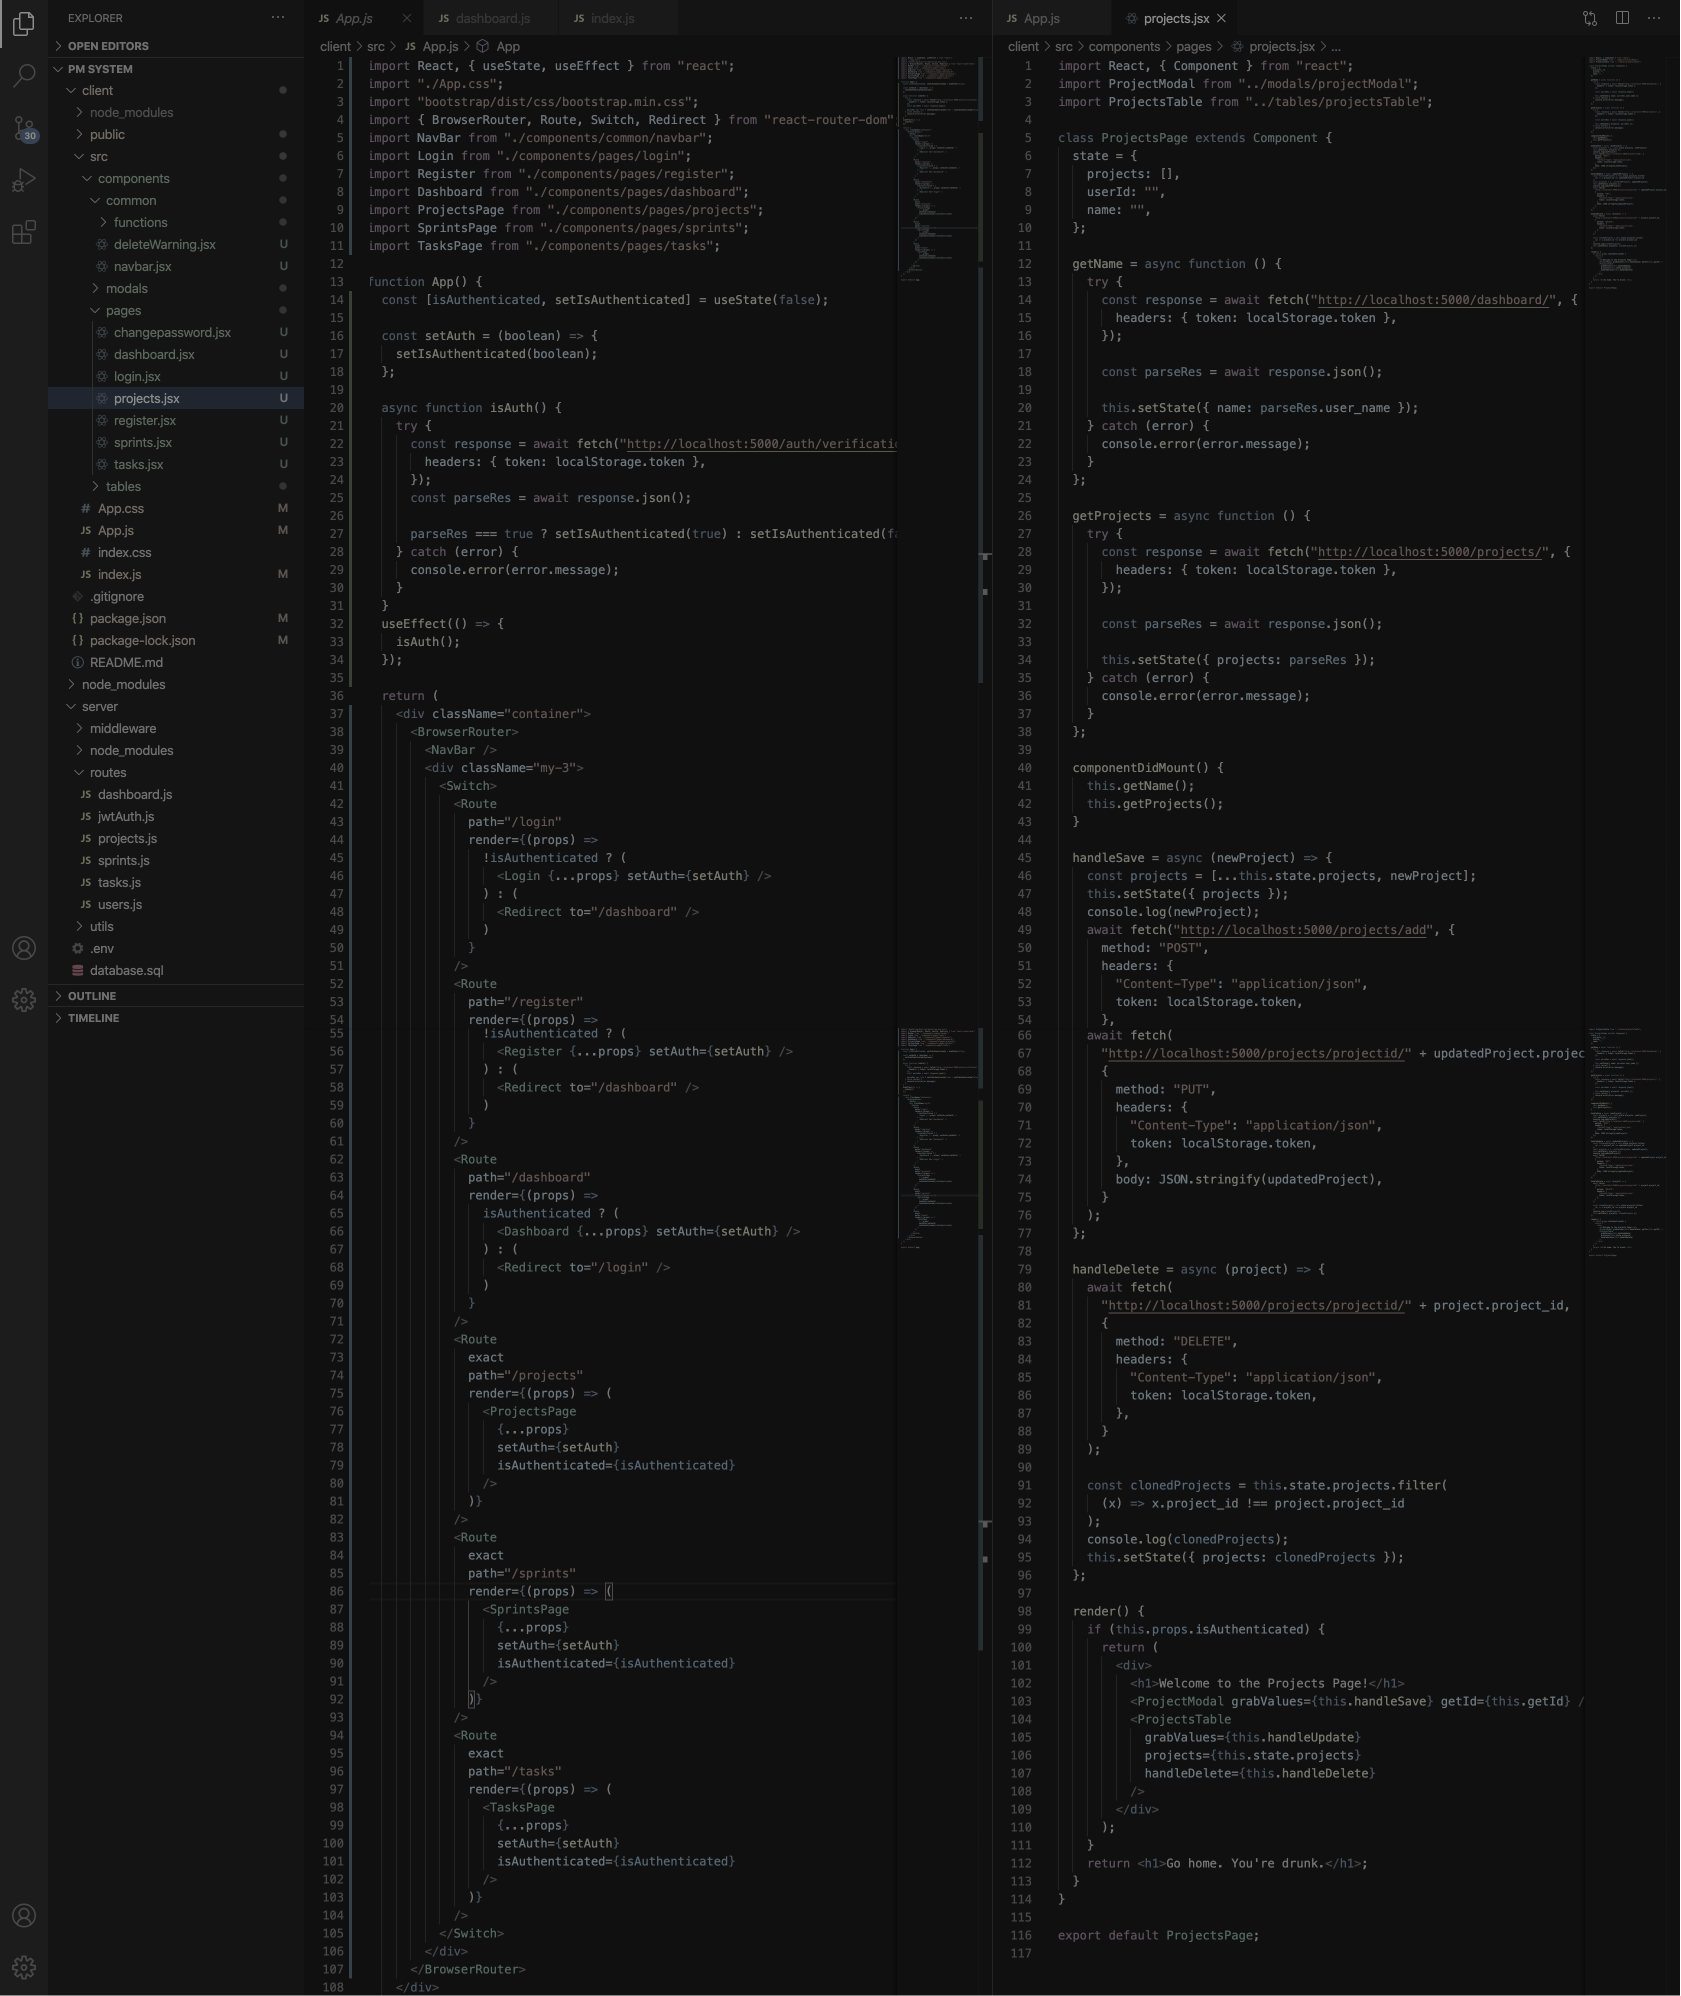 EXPLORER
OPEN EDITORS
PM SYSTEM
client
node_modules
public
src
components
common
functions
deleteWarning.jsx U
navbar.jsx U
modals
pages
changepassword.jsx U
dashboard.jsx U
login.jsx U
projects.jsx U
register.jsx U
sprints.jsx U
tasks.jsx U
tables
App.css M
App.js M
index.css
index.js M
.gitignore
package.json M
package-lock.json M
README.md
node_modules
server
middleware
node_modules
routes
dashboard.js
jwtAuth.js
projects.js
sprints.js
tasks.js
users.js
utils
.env
database.sql
OUTLINE
TIMELINE
30
JS App.js JS dashboard.js JS index.js
client > src > JS App.js > App
1 import React, { useState, useEffect } from "react";
2 import "./App.css";
3 import "bootstrap/dist/css/bootstrap.min.css";
4 import { BrowserRouter, Route, Switch, Redirect } from "react-router-dom"
5 import NavBar from "./components/common/navbar";
6 import Login from "./components/pages/login";
7 import Register from "./components/pages/register";
8 import Dashboard from "./components/pages/dashboard";
9 import ProjectsPage from "./components/pages/projects";
10 import SprintsPage from "./components/pages/sprints";
11 import TasksPage from "./components/pages/tasks";
12
13 function App() {
14 const [isAuthenticated, setIsAuthenticated] = useState(false);
15
16 const setAuth = (boolean) => {
17 setIsAuthenticated(boolean);
18 };
19
20 async function isAuth() {
21 try {
22 const response = await fetch("http://localhost:5000/auth/verificatio
23 headers: { token: localStorage.token },
24 });
25 const parseRes = await response.json();
26
27 parseRes === true ? setIsAuthenticated(true) : setIsAuthenticated(fa
28 } catch (error) {
29 console.error(error.message);
30 }
31 }
32 useEffect(() => {
33 isAuth();
34 });
35
36 return (
37 <div className="container">
38 <BrowserRouter>
39 <NavBar />
40 <div className="my-3">
41 <Switch>
42 <Route
43 path="/login"
44 render={(props) =>
45 !isAuthenticated ? (
46 <Login {...props} setAuth={setAuth} />
47 ) : (
48 <Redirect to="/dashboard" />
49 )
50 }
51 />
52 <Route
53 path="/register"
54 render={(props) =>
55 !isAuthenticated ? (
56 <Register {...props} setAuth={setAuth} />
57 ) : (
58 <Redirect to="/dashboard" />
59 )
60 }
61 />
62 <Route
63 path="/dashboard"
64 render={(props) =>
65 isAuthenticated ? (
66 <Dashboard {...props} setAuth={setAuth} />
67 ) : (
68 <Redirect to="/login" />
69 )
70 }
71 />
72 <Route
73 exact
74 path="/projects"
75 render={(props) => (
76 <ProjectsPage
77 {...props}
78 setAuth={setAuth}
79 isAuthenticated={isAuthenticated}
80 />
81 )}
82 />
83 <Route
84 exact
85 path="/sprints"
86 render={(props) => (
87 <SprintsPage
88 {...props}
89 setAuth={setAuth}
90 isAuthenticated={isAuthenticated}
91 />
92 )}
93 />
94 <Route
95 exact
96 path="/tasks"
97 render={(props) => (
98 <TasksPage
99 {...props}
100 setAuth={setAuth}
101 isAuthenticated={isAuthenticated}
102 />
103 )}
104 />
105 </Switch>
106 </div>
107 </BrowserRouter>
108 </div>
JS App.js projects.jsx
client > src > components > pages > projects.jsx > ...
1 import React, { Component } from "react";
2 import ProjectModal from "../modals/projectModal";
3 import ProjectsTable from "../tables/projectsTable";
4
5 class ProjectsPage extends Component {
6 state = {
7 projects: [],
8 userId: "",
9 name: "",
10 };
11
12 getName = async function () {
13 try {
14 const response = await fetch("http://localhost:5000/dashboard/", {
15 headers: { token: localStorage.token },
16 });
17
18 const parseRes = await response.json();
19
20 this.setState({ name: parseRes.user_name });
21 } catch (error) {
22 console.error(error.message);
23 }
24 };
25
26 getProjects = async function () {
27 try {
28 const response = await fetch("http://localhost:5000/projects/", {
29 headers: { token: localStorage.token },
30 });
31
32 const parseRes = await response.json();
33
34 this.setState({ projects: parseRes });
35 } catch (error) {
36 console.error(error.message);
37 }
38 };
39
40 componentDidMount() {
41 this.getName();
42 this.getProjects();
43 }
44
45 handleSave = async (newProject) => {
46 const projects = [...this.state.projects, newProject];
47 this.setState({ projects });
48 console.log(newProject);
49 await fetch("http://localhost:5000/projects/add", {
50 method: "POST",
51 headers: {
52 "Content-Type": "application/json",
53 token: localStorage.token,
54 },
66 await fetch(
67 "http://localhost:5000/projects/projectid/" + updatedProject.projec
68 {
69 method: "PUT",
70 headers: {
71 "Content-Type": "application/json",
72 token: localStorage.token,
73 },
74 body: JSON.stringify(updatedProject),
75 }
76 );
77 };
78
79 handleDelete = async (project) => {
80 await fetch(
81 "http://localhost:5000/projects/projectid/" + project.project_id,
82 {
83 method: "DELETE",
84 headers: {
85 "Content-Type": "application/json",
86 token: localStorage.token,
87 },
88 }
89 );
90
91 const clonedProjects = this.state.projects.filter(
92 (x) => x.project_id !== project.project_id
93 );
94 console.log(clonedProjects);
95 this.setState({ projects: clonedProjects });
96 };
97
98 render() {
99 if (this.props.isAuthenticated) {
100 return (
101 <div>
102 <h1>Welcome to the Projects Page!</h1>
103 <ProjectModal grabValues={this.handleSave} getId={this.getId} /
104 <ProjectsTable
105 grabValues={this.handleUpdate}
106 projects={this.state.projects}
107 handleDelete={this.handleDelete}
108 />
109 </div>
110 );
111 }
112 return <h1>Go home. You're drunk.</h1>;
113 }
114 }
115
116 export default ProjectsPage;
117